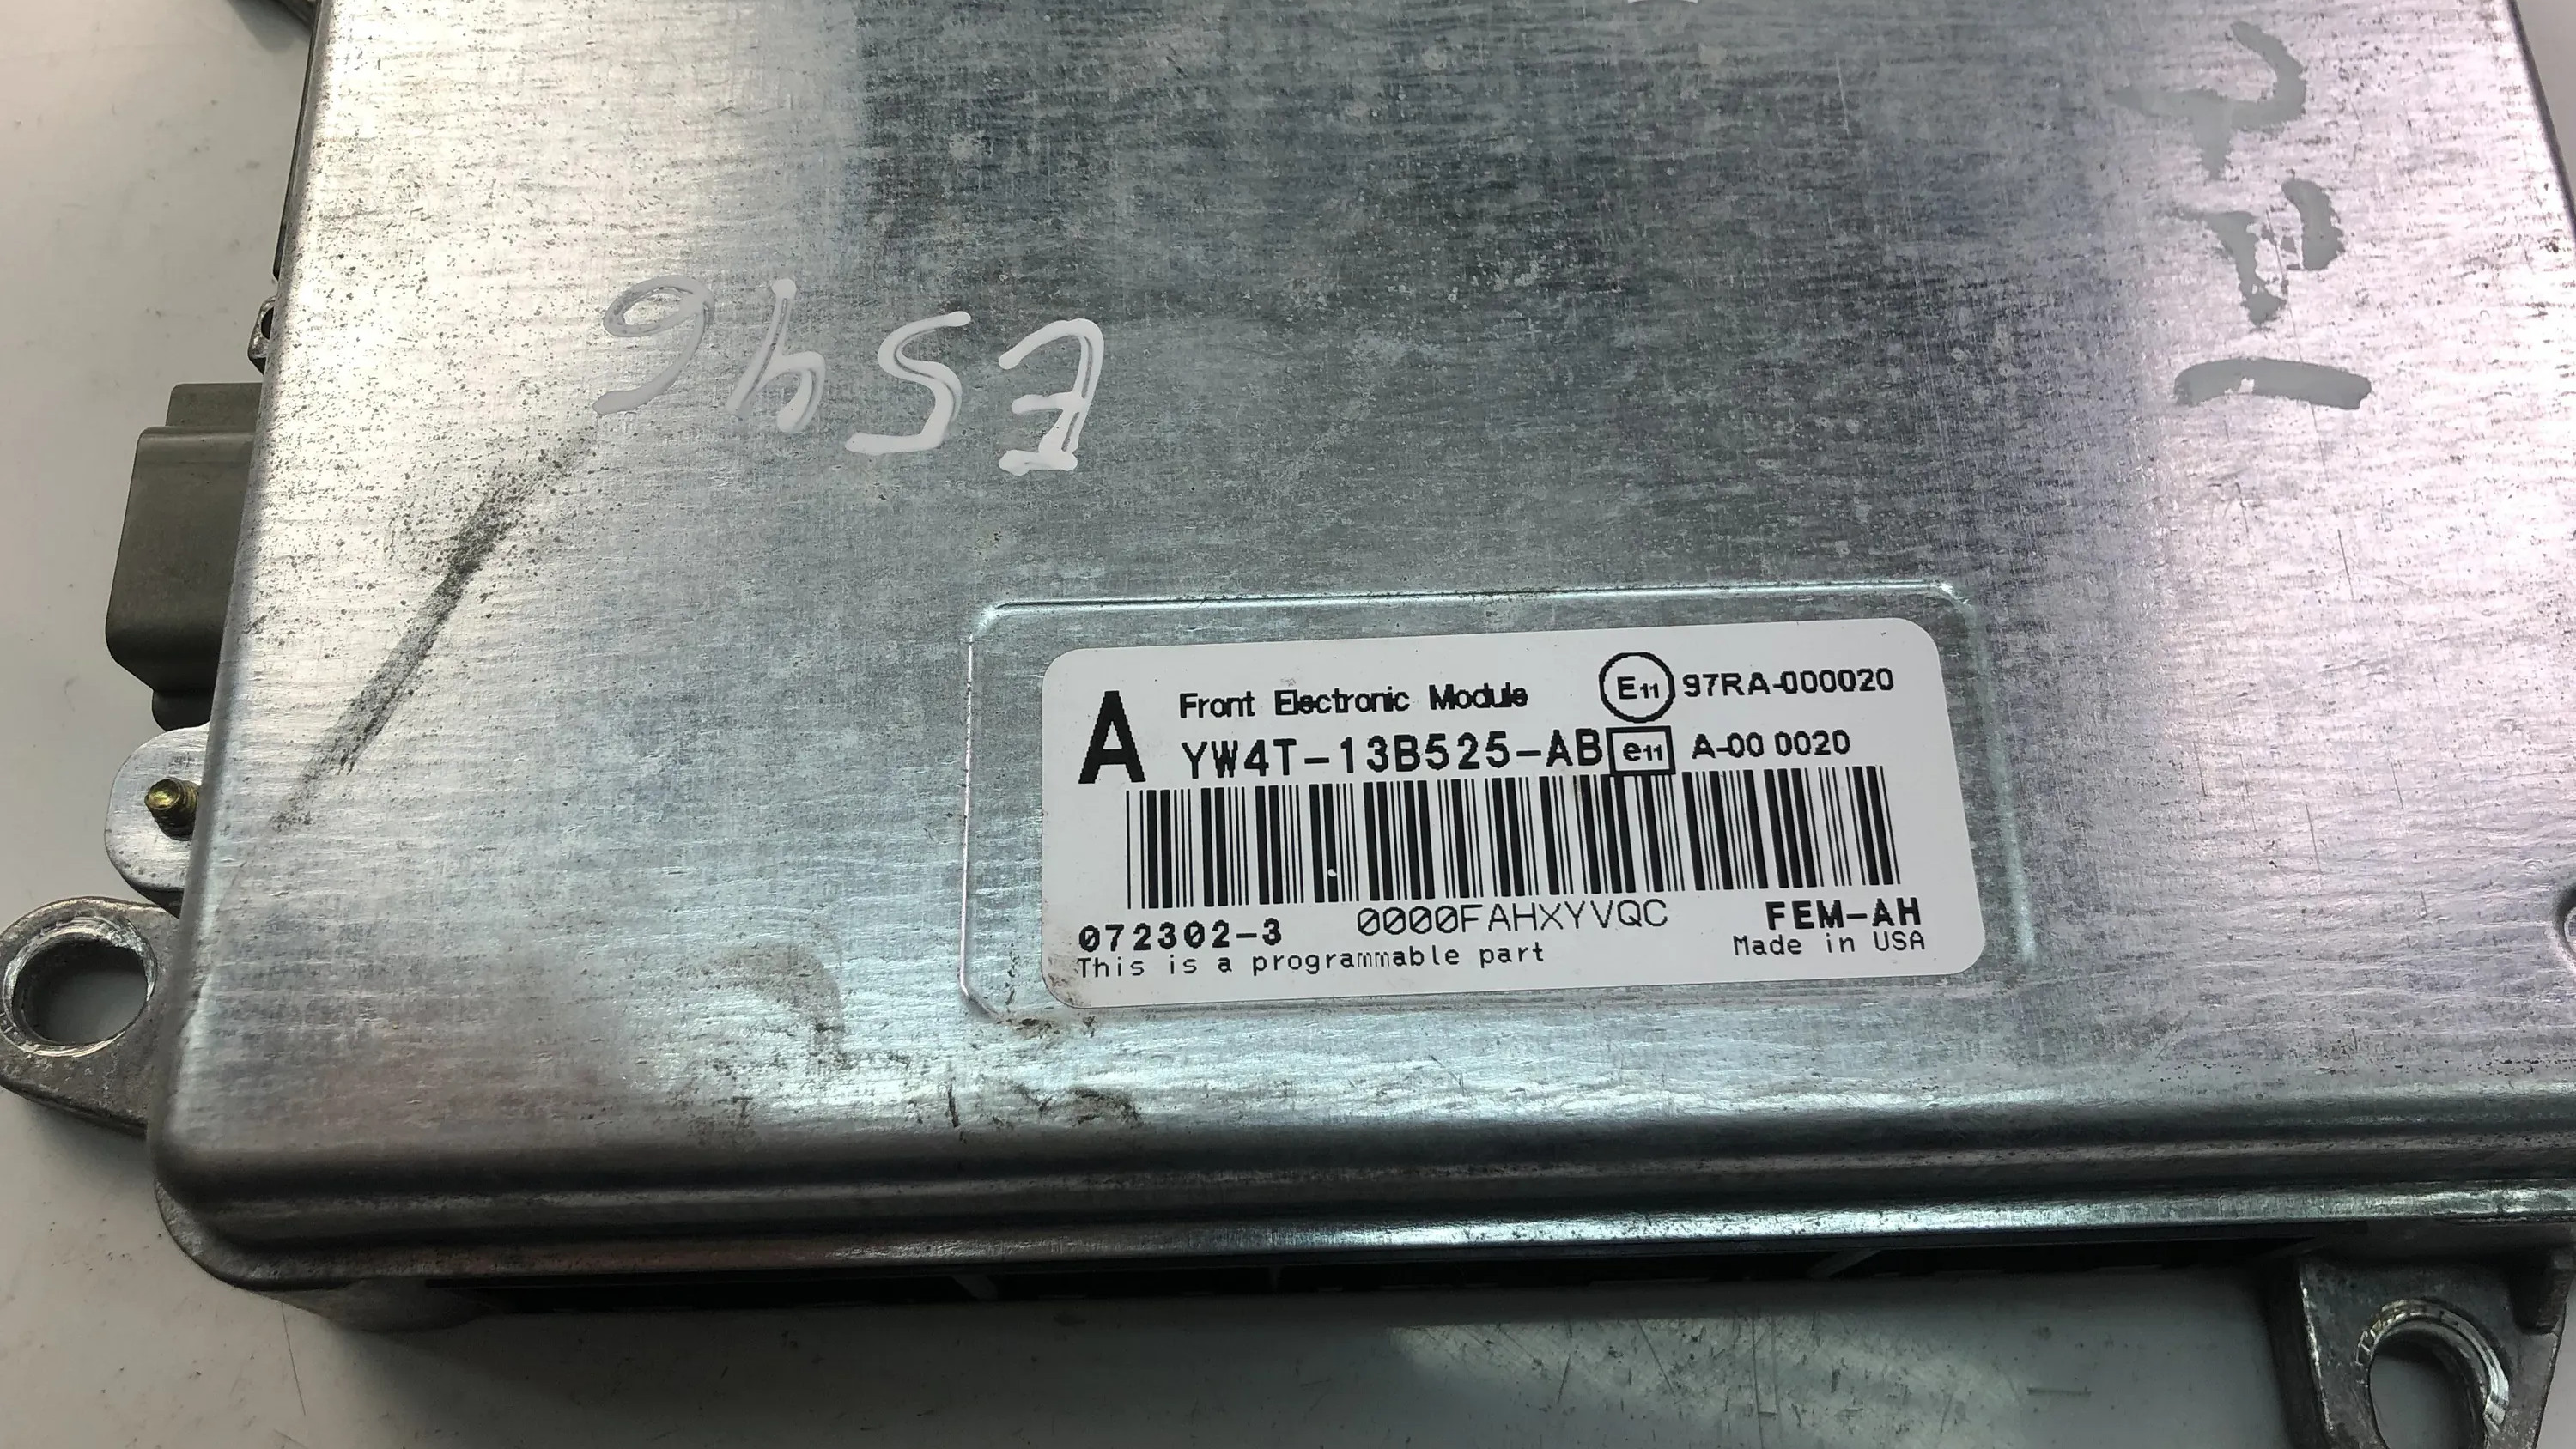 E546
A Front Electronic Module E11 97RA-000020
YW4T-13B525-AB e11 A-00 0020
072302-3 0000FAHXYVQC FEM-AH
This is a programmable part Made in USA